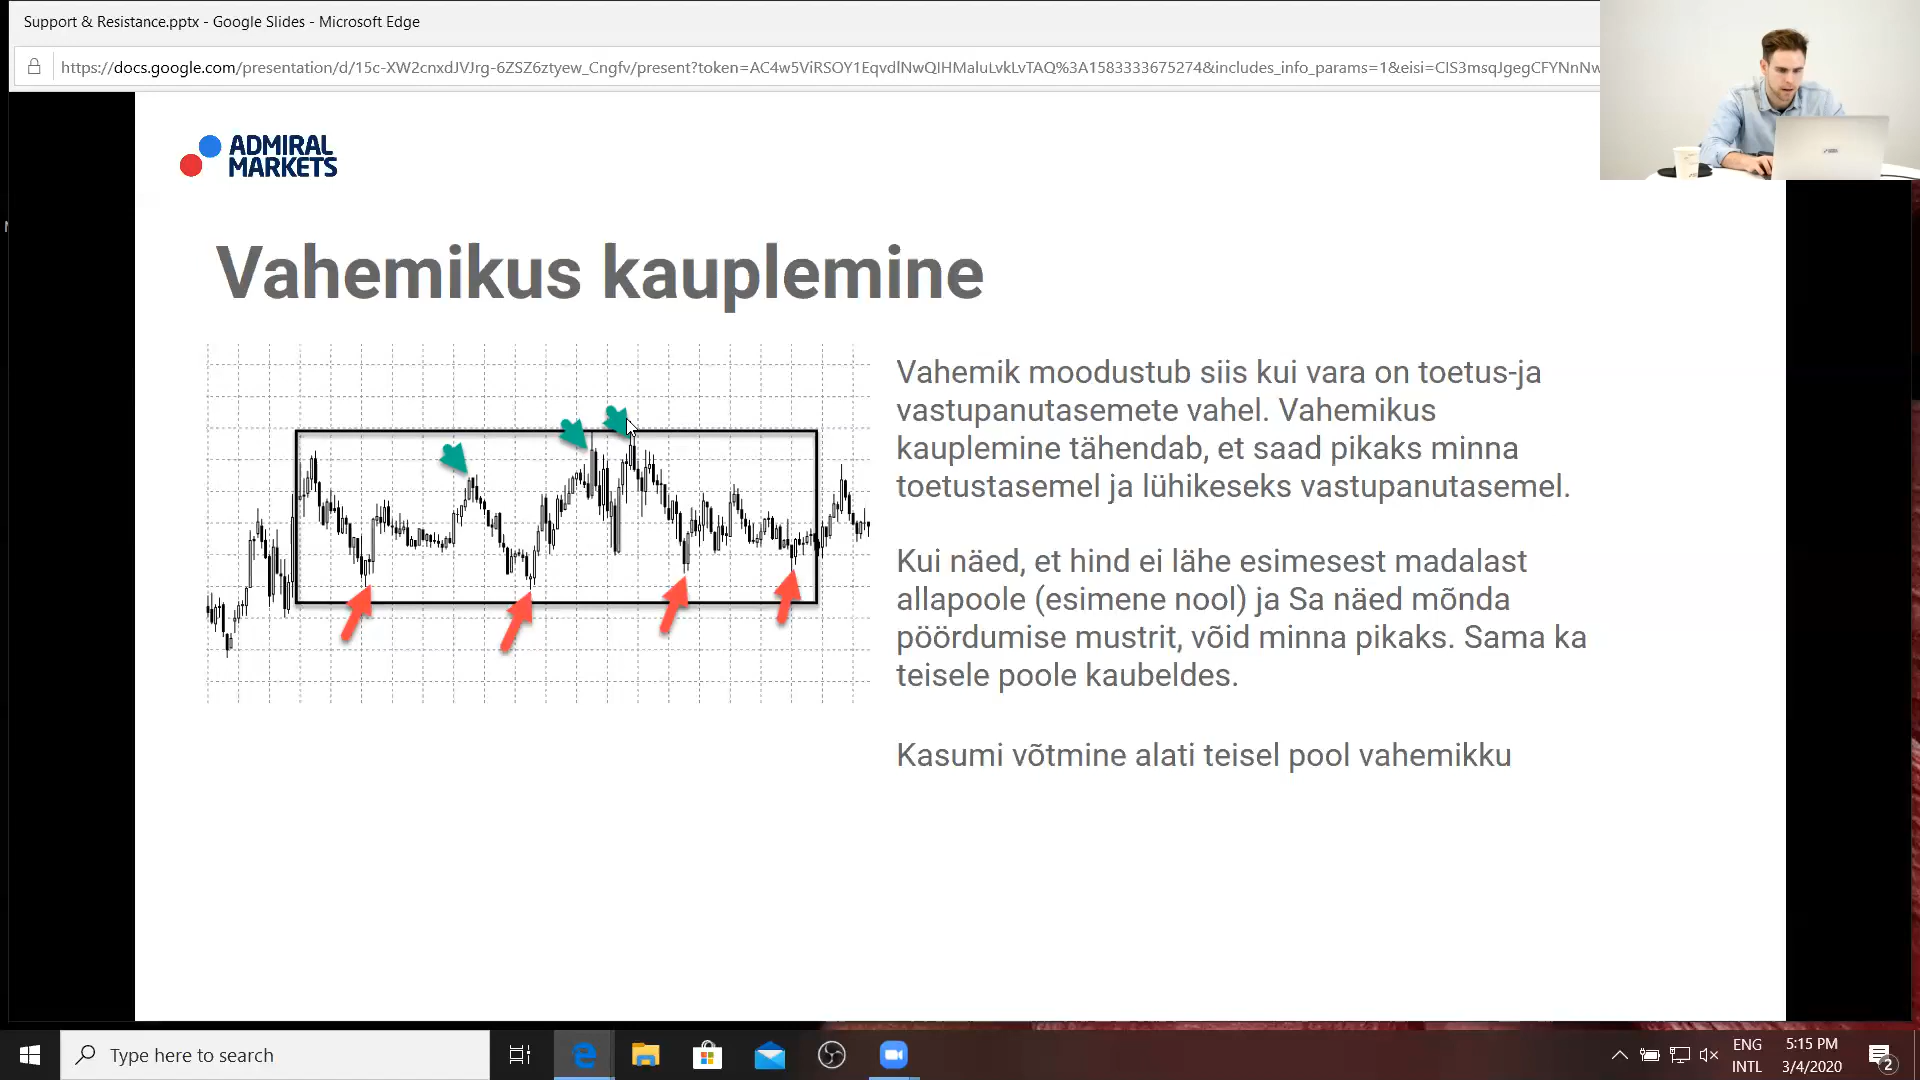 Support & Resistance.pptx - Google Slides - Microsoft Edge
https://docs.google.com/presentation/d/15c-XW2cnxdJVJrg-6ZSZ6ztyew_Cngfv/present?token=AC4w5ViRSOY1EqvdlNwQIHMaluLvkLvTAQ%3A1583333675274&includes_info_params=1&eisi=CIS3msqJgegCFYNnNw
ADMIRAL
MARKETS
Vahemikus kauplemine
Vahemik moodustub siis kui vara on toetus-ja
vastupanutasemete vahel. Vahemikus
kauplemine tähendab, et saad pikaks minna
toetustasemel ja lühikeseks vastupanutasemel.
Kui näed, et hind ei lähe esimesest madalast
allapoole (esimene nool) ja Sa näed mõnda
pöördumise mustrit, võid minna pikaks. Sama ka
teisele poole kaubeldes.
Kasumi võtmine alati teisel pool vahemikku
Type here to search
ENG
INTL
5:15 PM
3/4/2020
2